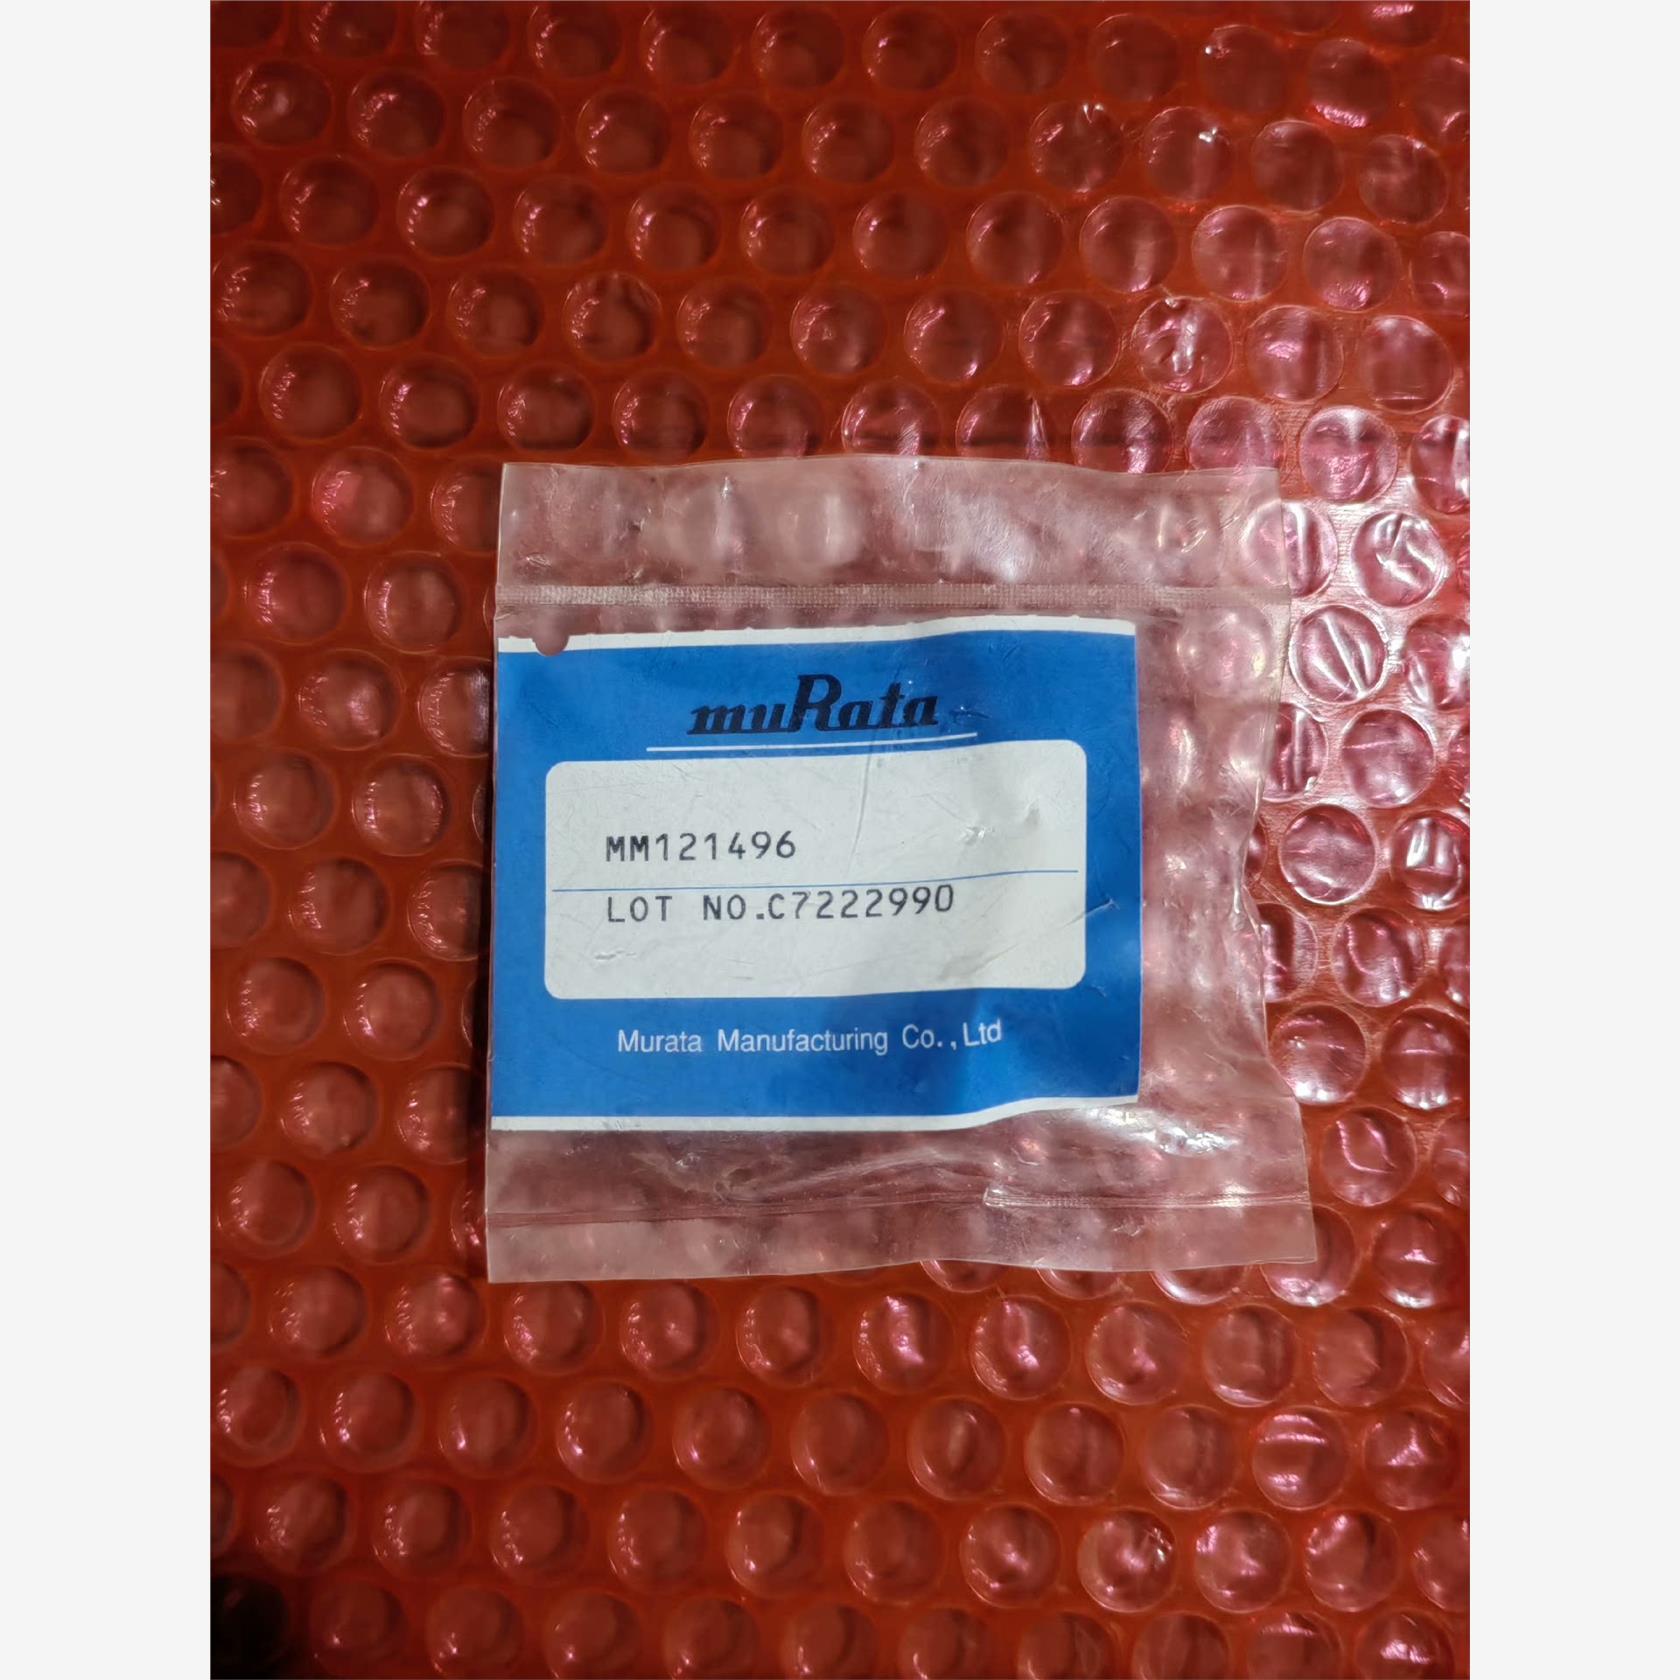 muRata
MM121496
LOT NO.C7222990
Murata Manufacturing Co.,Ltd